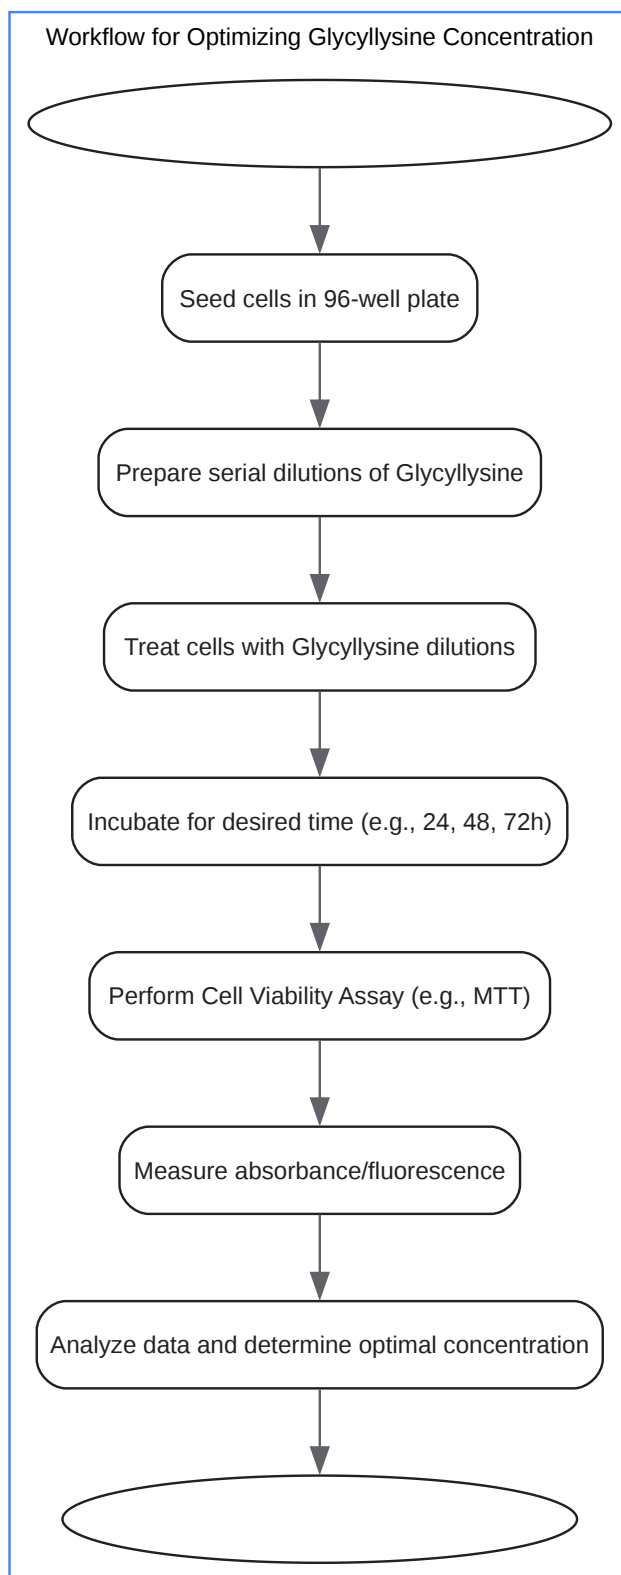 Workflow for Optimizing Glycyllysine Concentration
Seed cells in 96-well plate
Prepare serial dilutions of Glycyllysine
Treat cells with Glycyllysine dilutions
Incubate for desired time (e.g., 24, 48, 72h)
Perform Cell Viability Assay (e.g., MTT)
Measure absorbance/fluorescence
Analyze data and determine optimal concentration